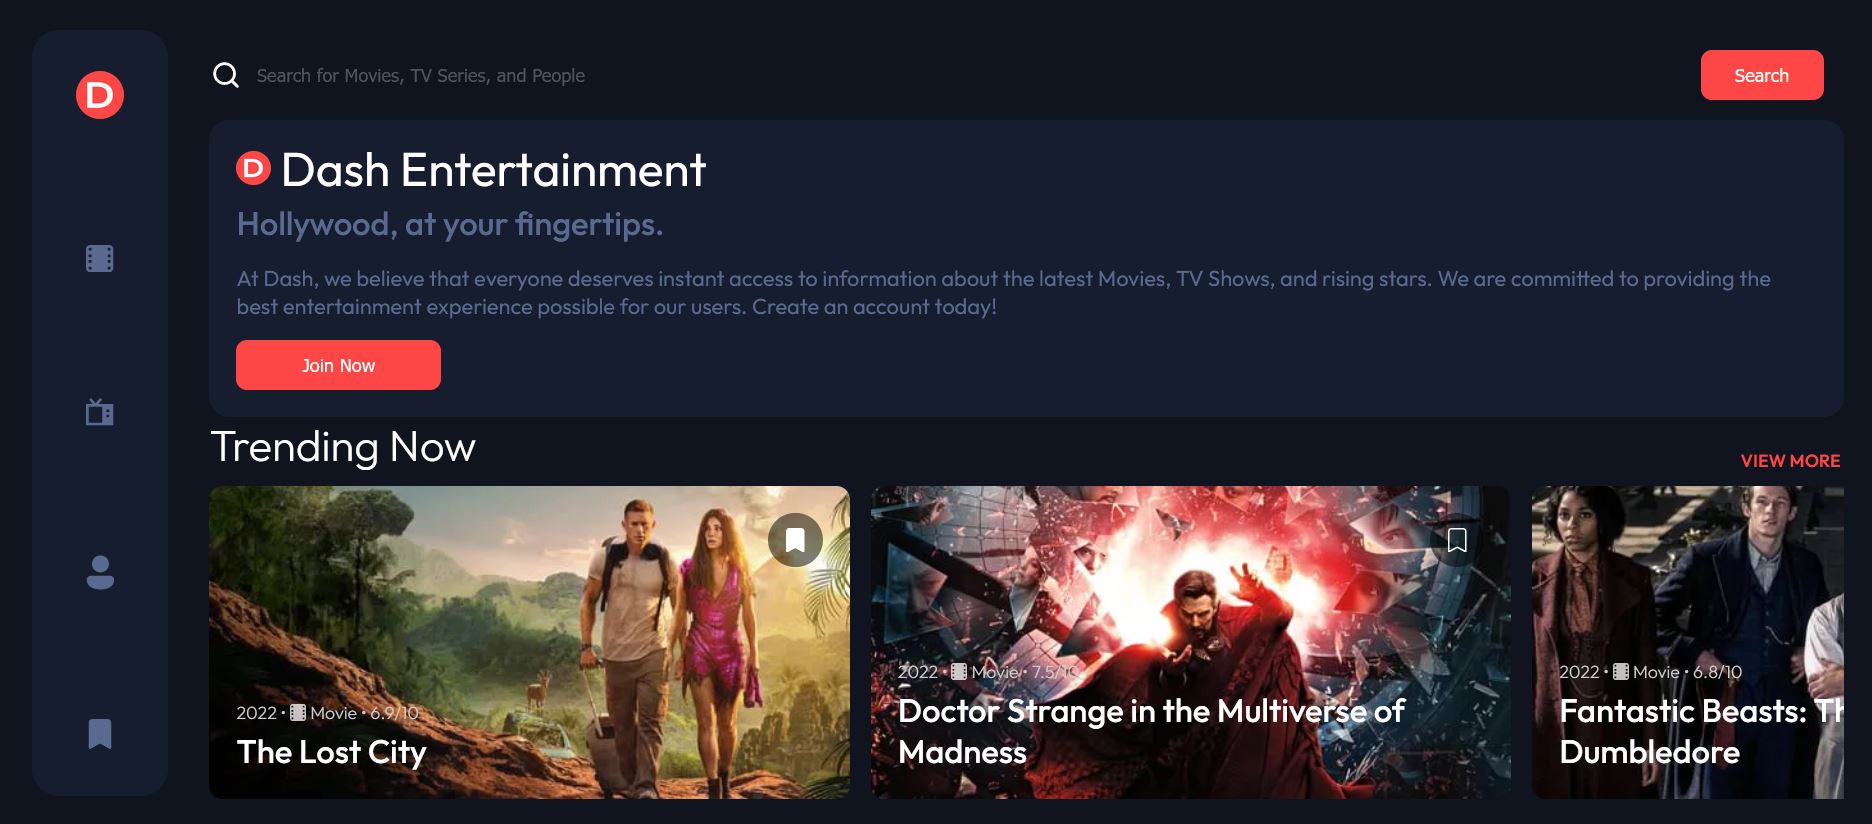 D
Search for Movies, TV Series, and People
Search
D Dash Entertainment
Hollywood, at your fingertips.
At Dash, we believe that everyone deserves instant access to information about the latest Movies, TV Shows, and rising stars. We are committed to providing the
best entertainment experience possible for our users. Create an account today!
Join Now
Trending Now
VIEW MORE
2022 • Movie • 6.9/10
The Lost City
2022 • Movie • 7.5/10
Doctor Strange in the Multiverse of
Madness
2022 • Movie • 6.8/10
Fantastic Beasts: Th
Dumbledore